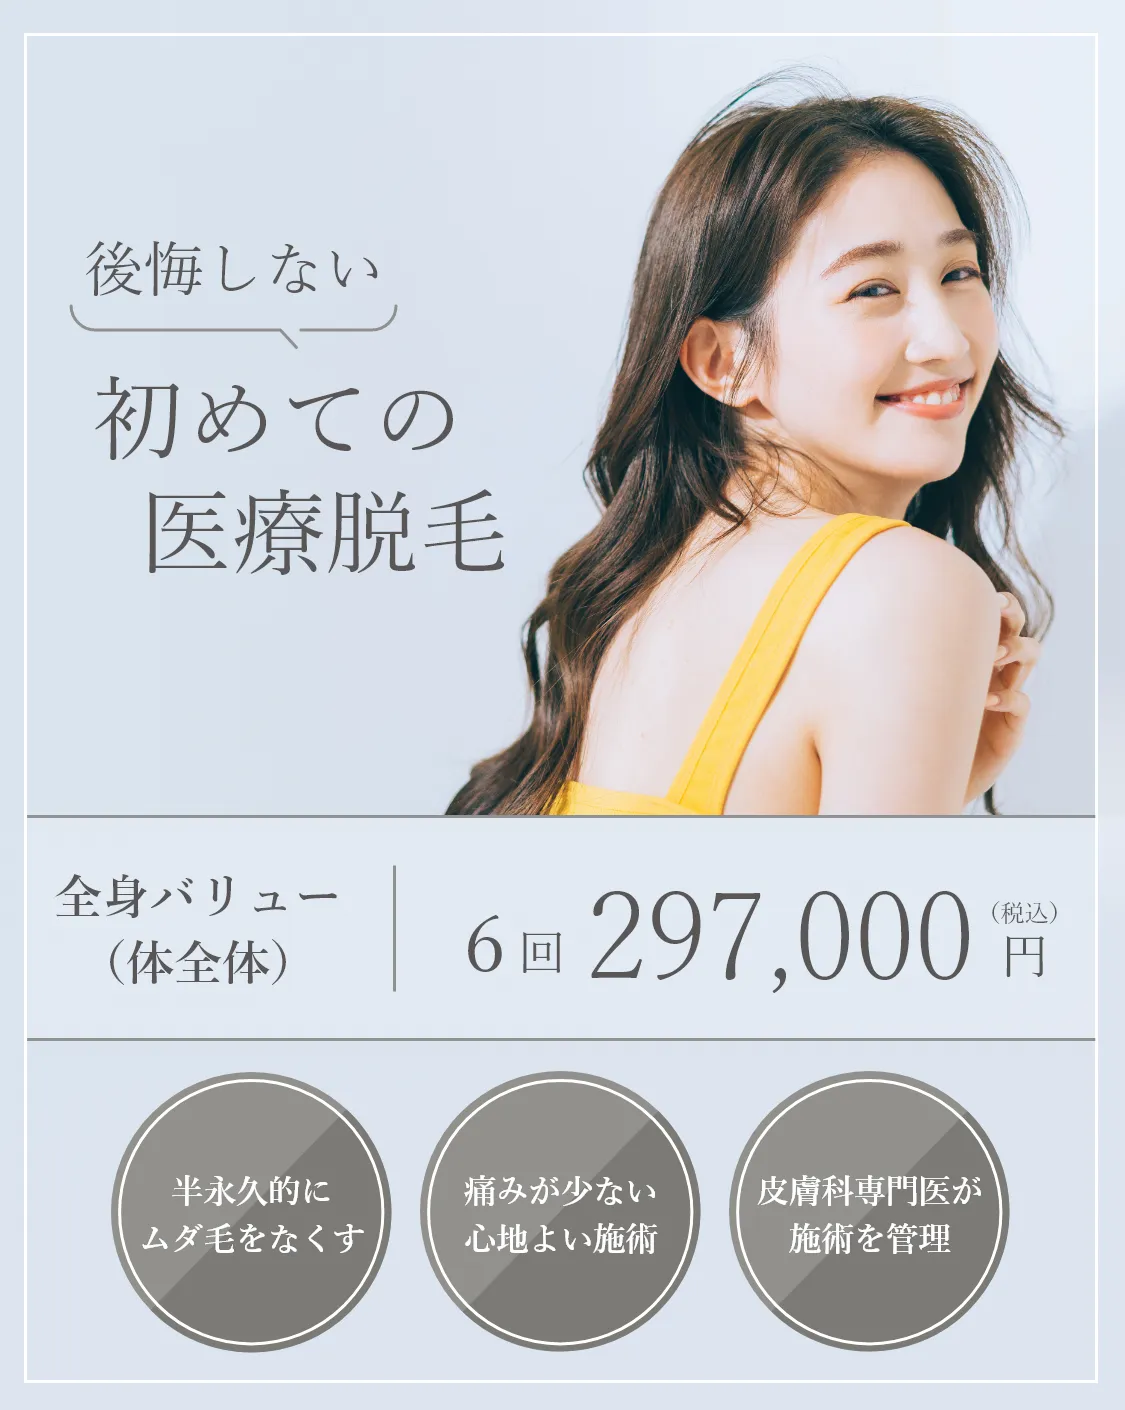 後悔しない
初めての
医療脱毛
全身バリュー
（体全体）
6回 297,000円（税込）
半永久的に
ムダ毛をなくす
痛みが少ない
心地よい施術
皮膚科専門医が
施術を管理